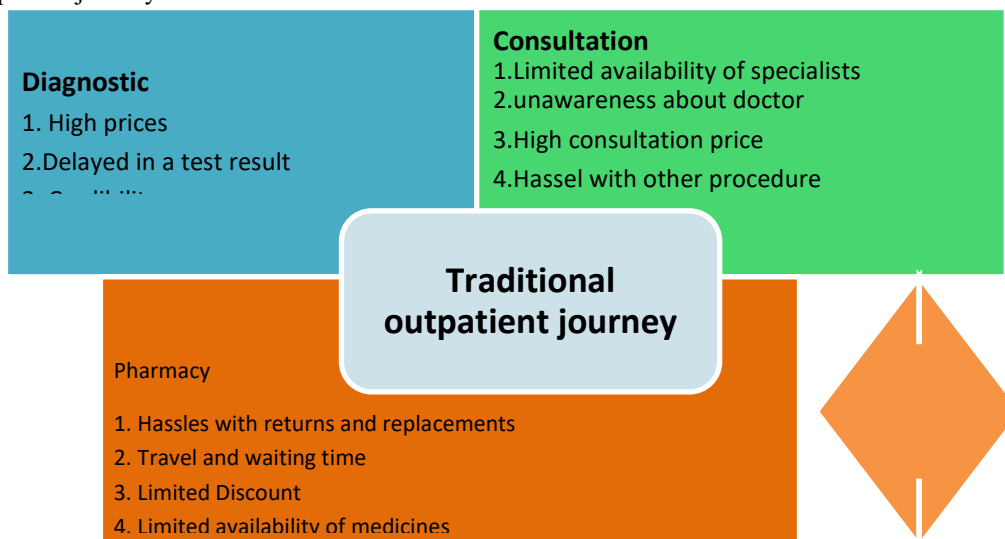 Diagnostic
1. High prices
2.Delayed in a test result
Consultation
1.Limited availability of specialists
2.unawareness about doctor
3.High consultation price
4.Hassel with other procedure
Traditional
outpatient journey
Pharmacy
1. Hassles with returns and replacements
2. Travel and waiting time
3. Limited Discount
4. Limited availability of medicines